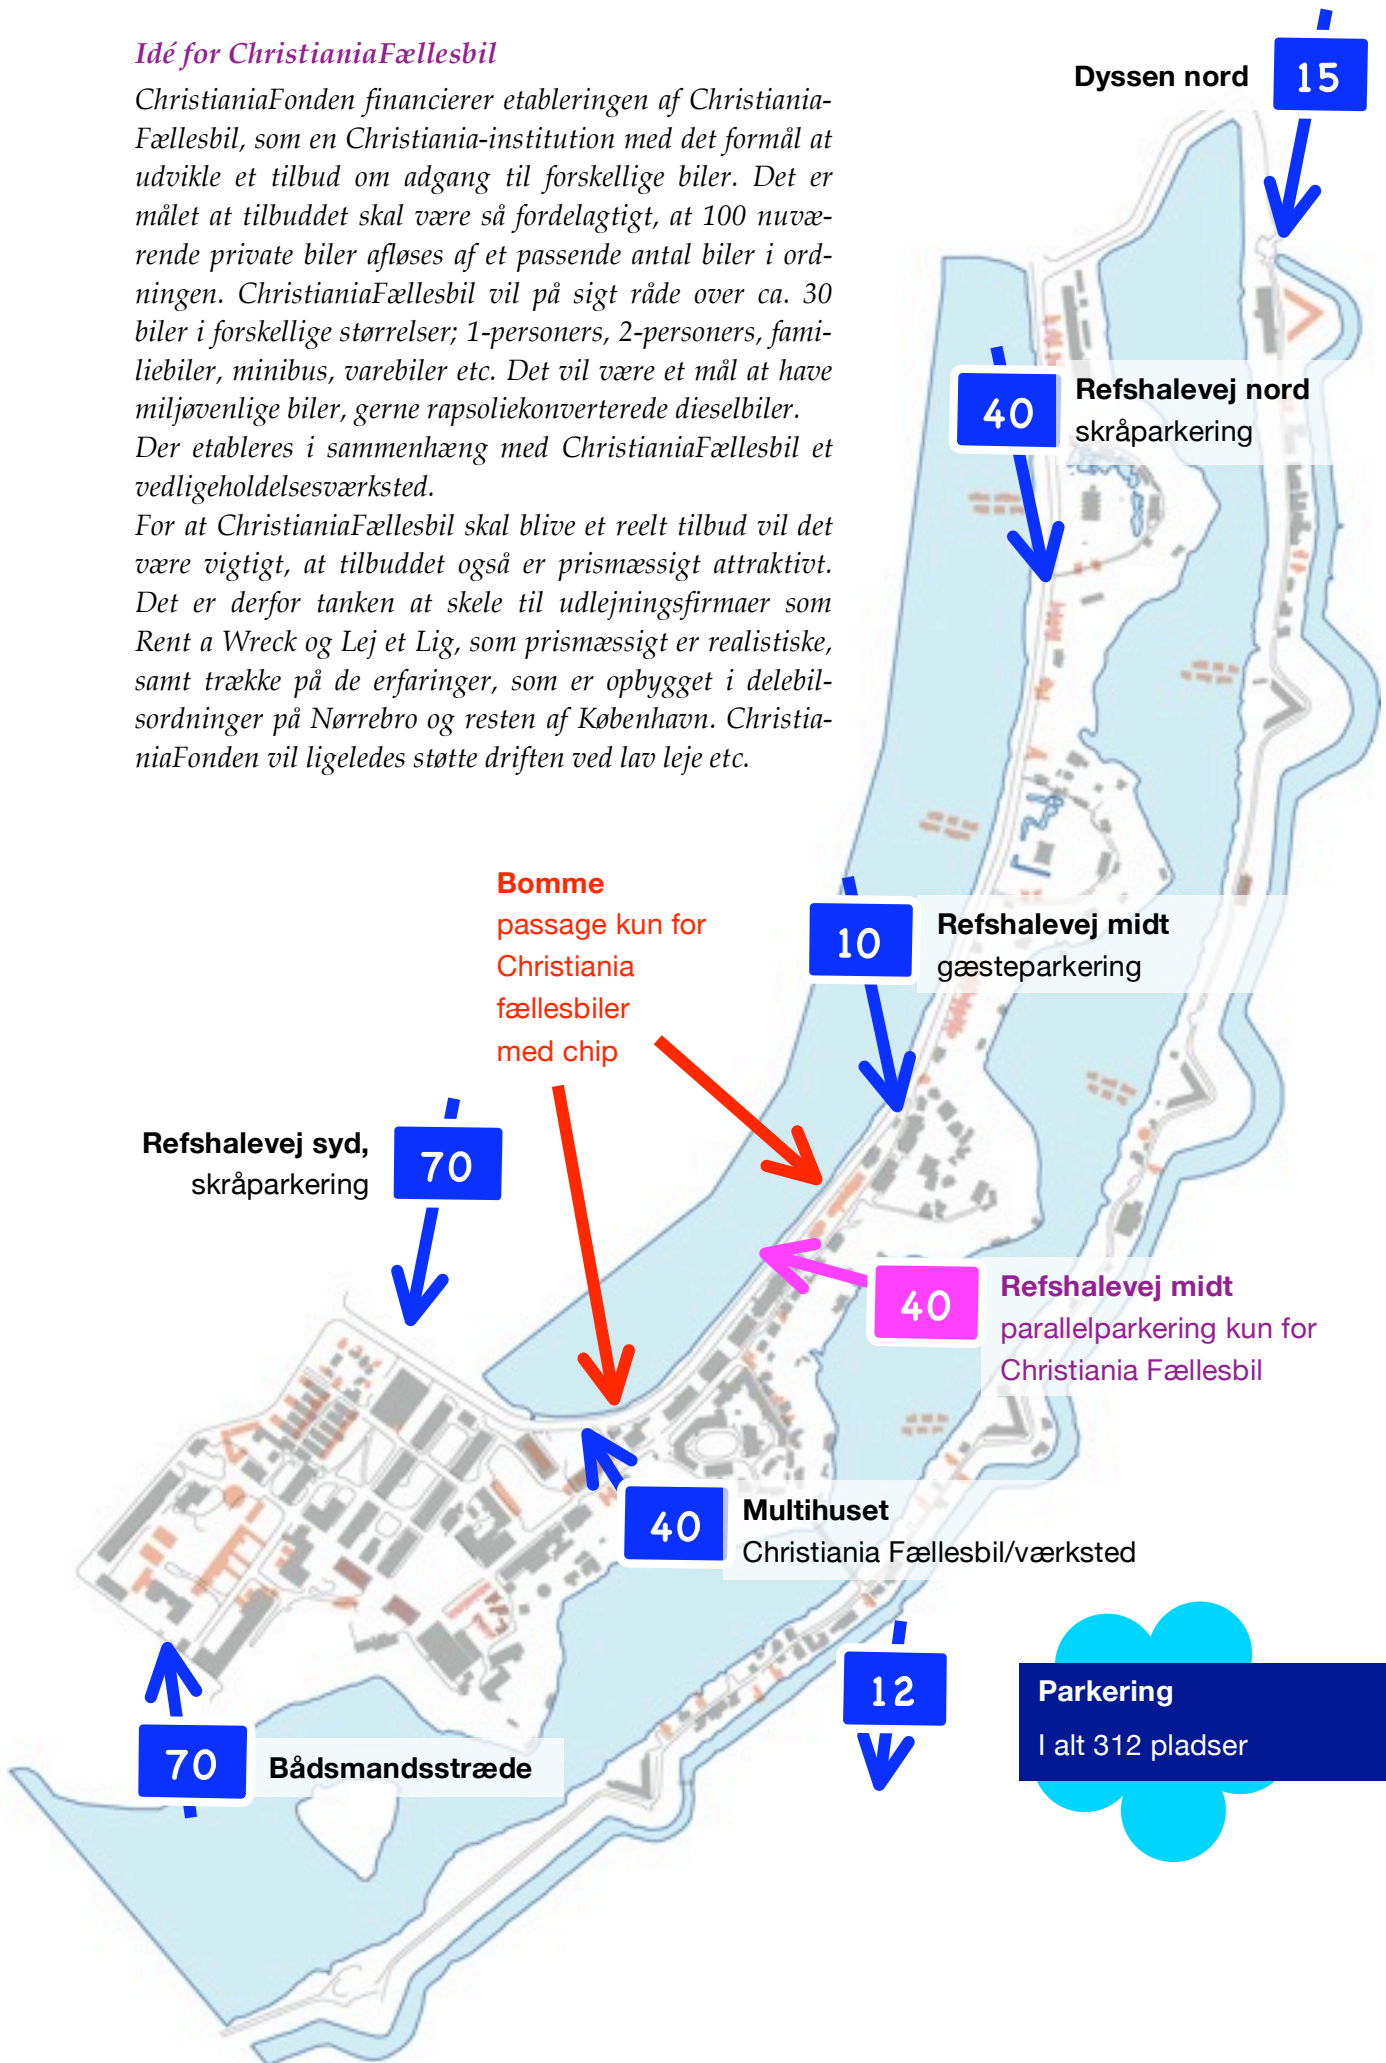 Idé for ChristianiaFællesbil
ChristianiaFonden financierer etableringen af Christiania-
Fællesbil, som en Christiania-institution med det formål at
udvikle et tilbud om adgang til forskellige biler. Det er
målet at tilbuddet skal være så fordelagtigt, at 100 nuvæ-
rende private biler afløses af et passende antal biler i ord-
ningen. ChristianiaFællesbil vil på sigt råde over ca. 30
biler i forskellige størrelser; 1-personers, 2-personers, fami-
liebiler, minibus, varebiler etc. Det vil være et mål at have
miljøvenlige biler, gerne rapsoliekonverterede dieselbiler.
Der etableres i sammenhæng med ChristianiaFællesbil et
vedligeholdelsesværksted.
For at ChristianiaFællesbil skal blive et reelt tilbud vil det
være vigtigt, at tilbuddet også er prismæssigt attraktivt.
Det er derfor tanken at skele til udlejningsfirmaer som
Rent a Wreck og Lej et Lig, som prismæssigt er realistiske,
samt trække på de erfaringer, som er opbygget i delebil-
sordninger på Nørrebro og resten af København. Christia-
niaFonden vil ligeledes støtte driften ved lav leje etc.
Dyssen nord
15
40
Refshalevej nord
skråparkering
Bomme
passage kun for
Christiania
fællesbiler
med chip
10
Refshalevej midt
gæsteparkering
Refshalevej syd,
skråparkering
70
40
Refshalevej midt
parallelparkering kun for
Christiania Fællesbil
40
Multihuset
Christiania Fællesbil/værksted
12
70
Bådsmandsstræde
Parkering
I alt 312 pladser